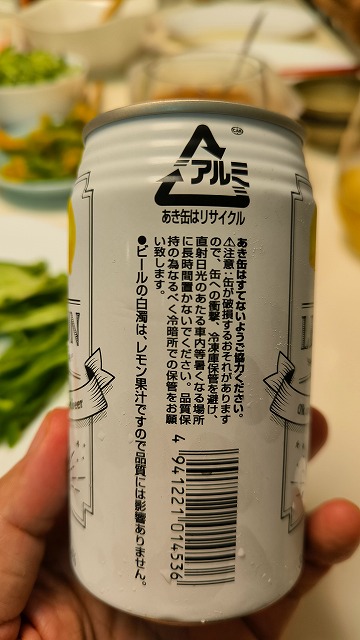 アルミ
あき缶はリサイクル
あき缶はすてないようご協力ください。
⚠注意:缶が破損するおそれがあります
ので、缶への衝撃、冷凍庫保管を避け、
直射日光のあたる車内等暑くなる場所
に長時間置かないでください。品質保
持の為なるべく冷暗所での保管をお願
い致します。
●ビールの白濁は、レモン果汁ですので品質には影響ありません。
4 941221 014536